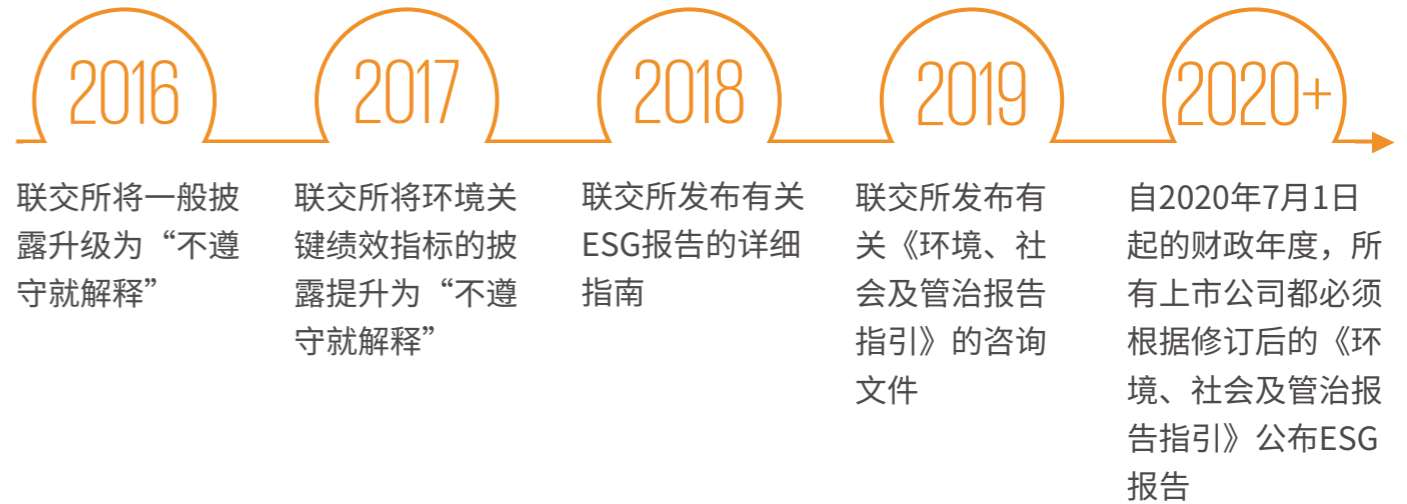 2016
联交所将一般披
露升级为“不遵
守就解释”
2017
联交所将环境关
键绩效指标的披
露提升为“不遵
守就解释”
2018
联交所发布有关
ESG报告的详细
指南
2019
联交所发布有
关《环境、社
会及管治报告
指引》的咨询
文件
2020+
自2020年7月1日
起的财政年度，所
有上市公司都必须
根据修订后的《环
境、社会及管治报
告指引》公布ESG
报告